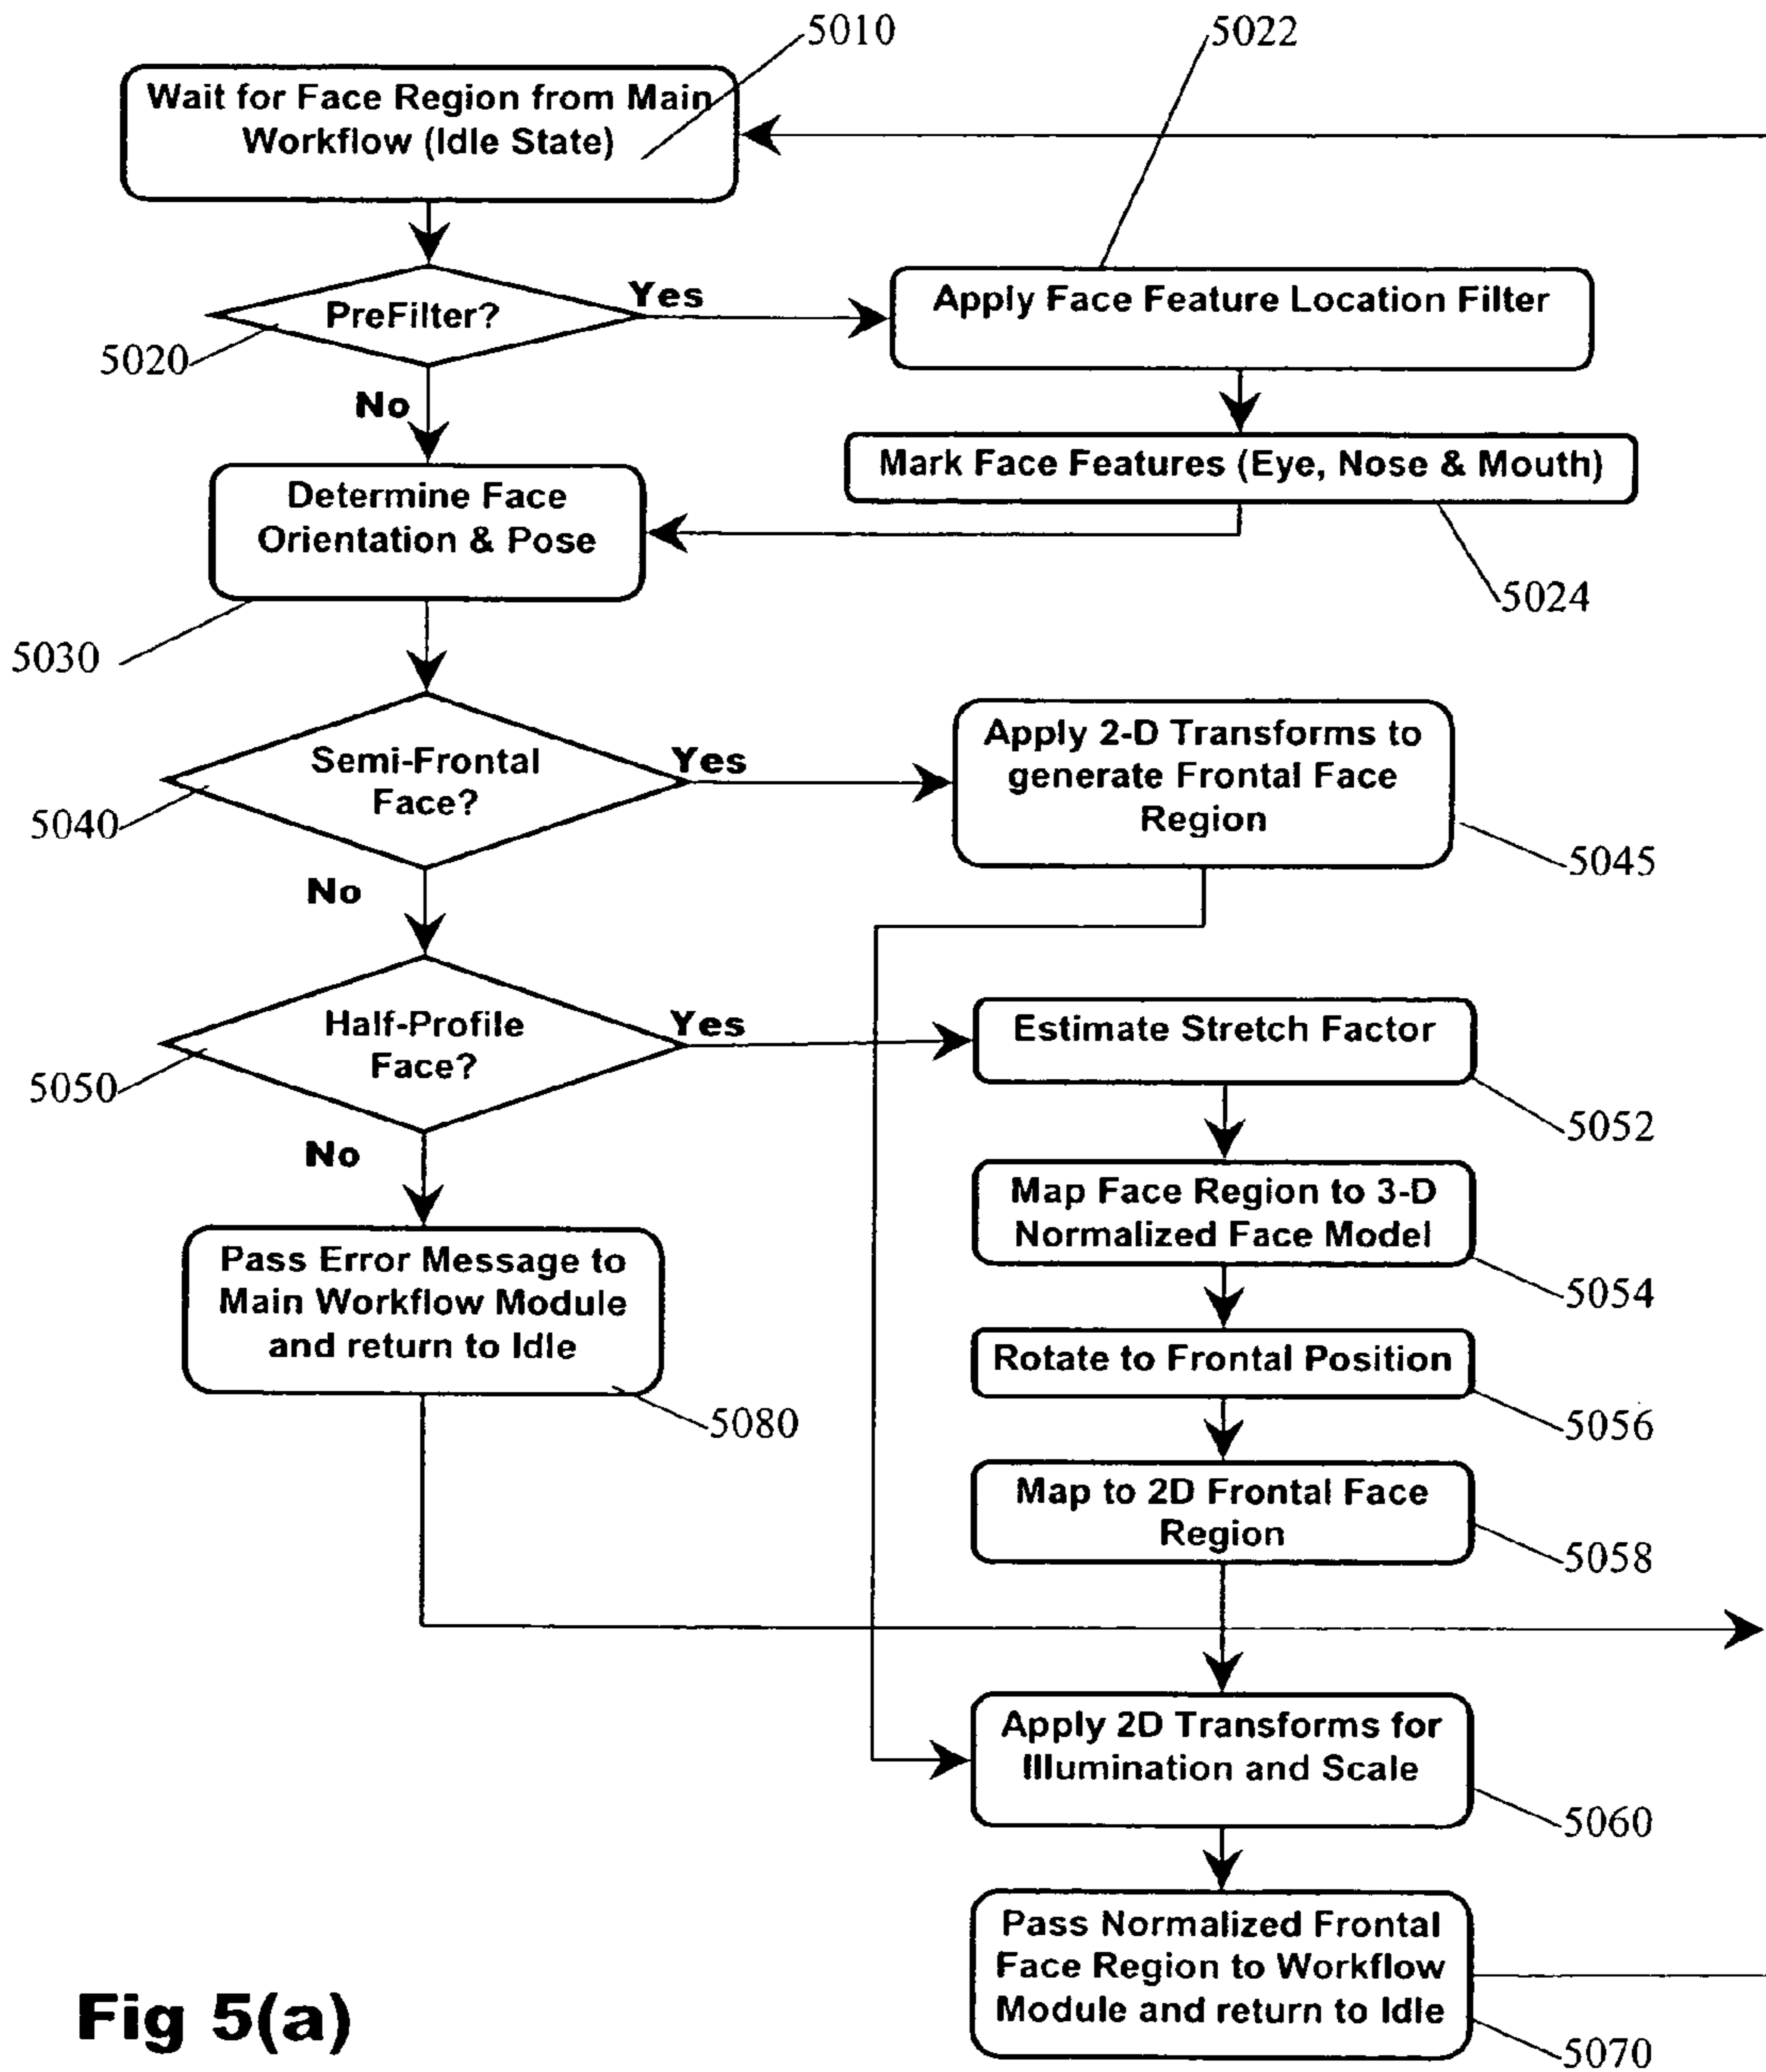 5010
5022
Wait for Face Region from Main
Workflow (Idle State)
PreFilter?
Yes
Apply Face Feature Location Filter
5020
No
Mark Face Features (Eye, Nose & Mouth)
Determine Face
Orientation & Pose
5024
5030
Semi-Frontal
Face?
Yes
Apply 2-D Transforms to
generate Frontal Face
Region
5040
5045
No
Half-Profile
Face?
Yes
Estimate Stretch Factor
5050
5052
No
Map Face Region to 3-D
Normalized Face Model
5054
Pass Error Message to
Main Workflow Module
and return to Idle
5080
Rotate to Frontal Position
5056
Map to 2D Frontal Face
Region
5058
Apply 2D Transforms for
Illumination and Scale
5060
Pass Normalized Frontal
Face Region to Workflow
Module and return to Idle
5070
Fig 5(a)